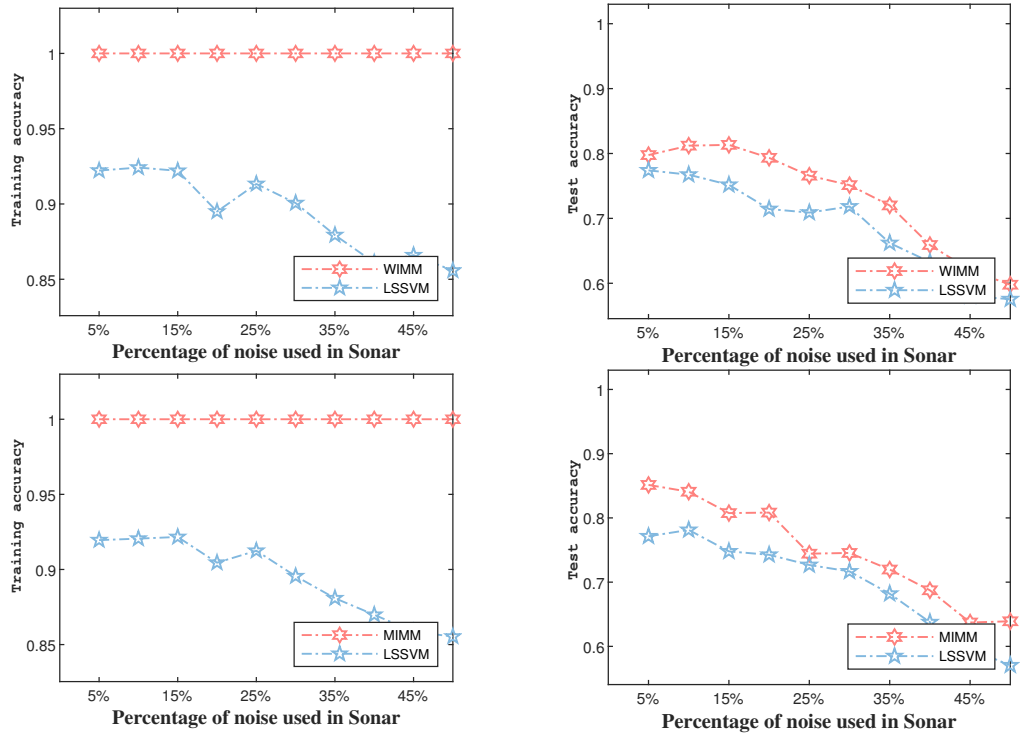 1
0.95
0.9
0.85
Training accuracy
WIMM
LSSVM
5% 15% 25% 35% 45%
Percentage of noise used in Sonar
1
0.9
0.8
0.7
0.6
Test accuracy
WIMM
LSSVM
5% 15% 25% 35% 45%
Percentage of noise used in Sonar
1
0.95
0.9
0.85
Training accuracy
MIMM
LSSVM
5% 15% 25% 35% 45%
Percentage of noise used in Sonar
1
0.9
0.8
0.7
0.6
Test accuracy
MIMM
LSSVM
5% 15% 25% 35% 45%
Percentage of noise used in Sonar